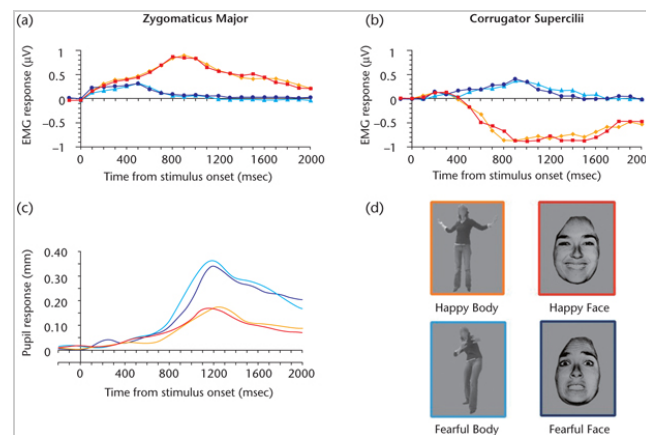 (a) Zygomaticus Major
EMG response (µV)
1
0.5
0
−0.5
−1
0 400 800 1200 1600 2000
Time from stimulus onset (msec)
(b) Corrugator Supercilii
EMG response (µV)
1
0.5
0
−0.5
−1
0 400 800 1200 1600 2000
Time from stimulus onset (msec)
(c)
Pupil response (mm)
0.40
0.30
0.20
0.10
0
0 400 800 1200 1600 2000
Time from stimulus onset (msec)
(d)
Happy Body Happy Face
Fearful Body Fearful Face